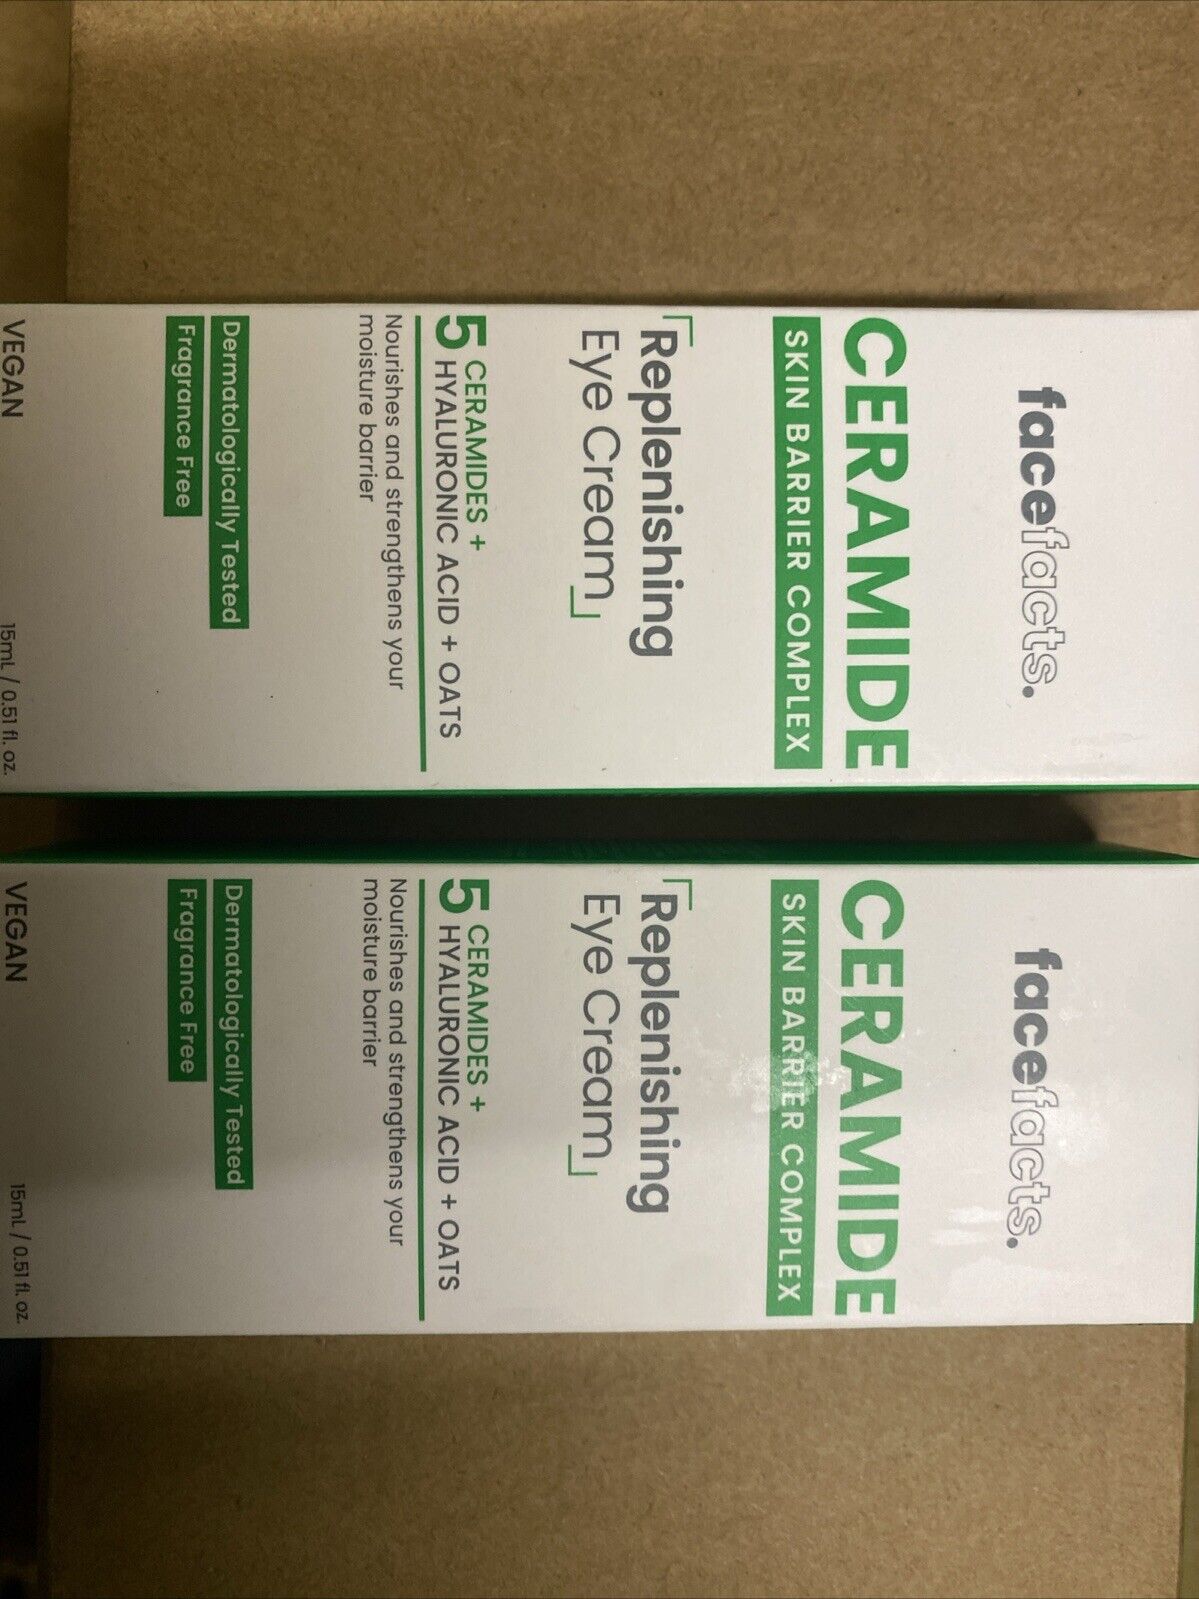 facefacts.
CERAMIDE
SKIN BARRIER COMPLEX
Replenishing
Eye Cream
5 CERAMIDES +
HYALURONIC ACID + OATS
Nourishes and strengthens your
moisture barrier
Dermatologically Tested
Fragrance Free
VEGAN
15mL / 0.51 fl. oz.
facefacts.
CERAMIDE
SKIN BARRIER COMPLEX
Replenishing
Eye Cream
5 CERAMIDES +
HYALURONIC ACID + OATS
Nourishes and strengthens your
moisture barrier
Dermatologically Tested
Fragrance Free
VEGAN
15mL / 0.51 fl. oz.